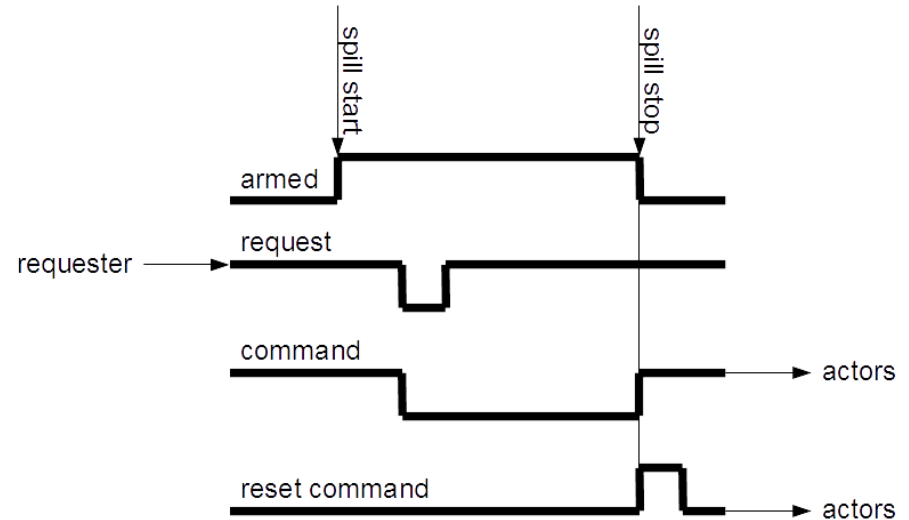 spill start
spill stop
armed
request
requester
command
actors
reset command
actors